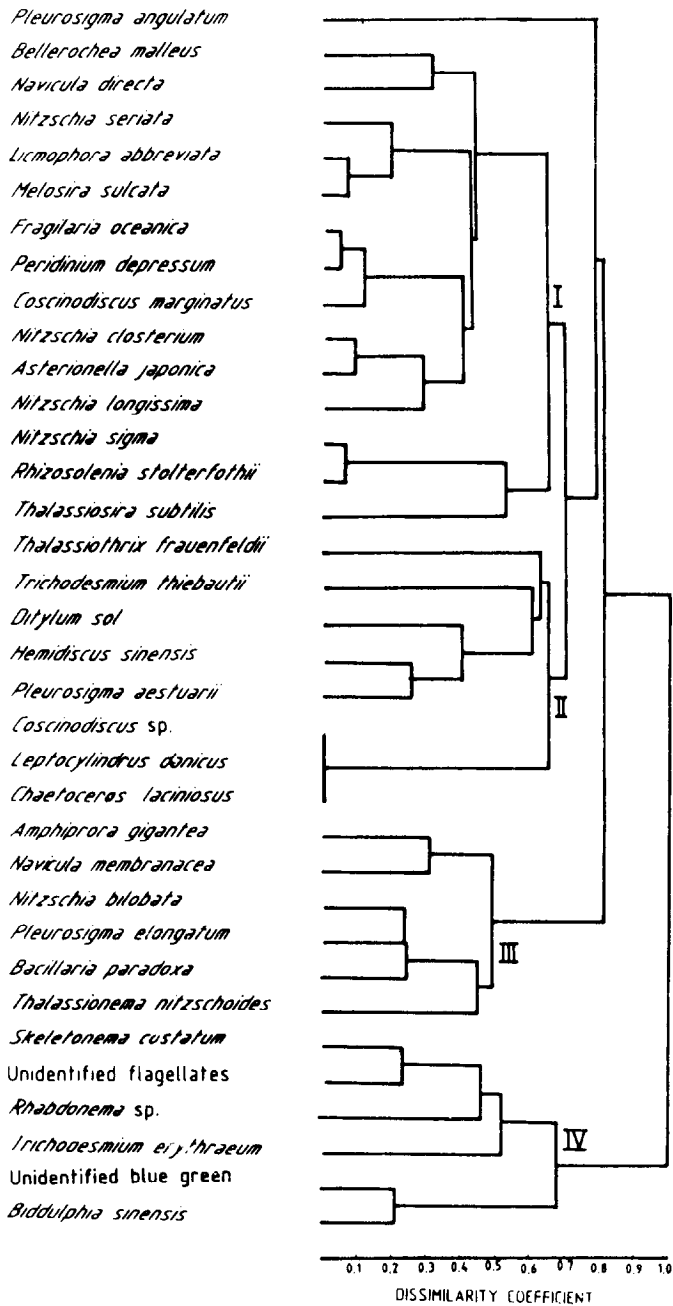 Pleurosigma angulatum
Bellerochea malleus
Navicula directa
Nitzschia seriata
Licmophora abbreviata
Melosira sulcata
Fragilaria oceanica
Peridinium depressum
Coscinodiscus marginatus
Nitzschia closterium
Asterionella japonica
Nitzschia longissima
Nitzschia sigma
Rhizosolenia stolterfothii
Thalassiosira subtilis
Thalassiothrix frauenfeldii
Trichodesmium thiebautii
Ditylum sol
Hemidiscus sinensis
Pleurosigma aestuarii
Coscinodiscus sp.
Leptocylindrus danicus
Chaetoceros laciniosus
Amphiprora gigantea
Navicula membranacea
Nitzschia bilobata
Pleurosigma elongatum
Bacillaria paradoxa
Thalassionema nitzschoides
Skeletonema custatum
Unidentified flagellates
Rhabdonema sp.
Trichodesmium erythraeum
Unidentified blue green
Biddulphia sinensis
I
II
III
IV
0.1 0.2 0.3 0.4 0.5 0.6 0.7 0.8 0.9 1.0
DISSIMILARITY COEFFICIENT